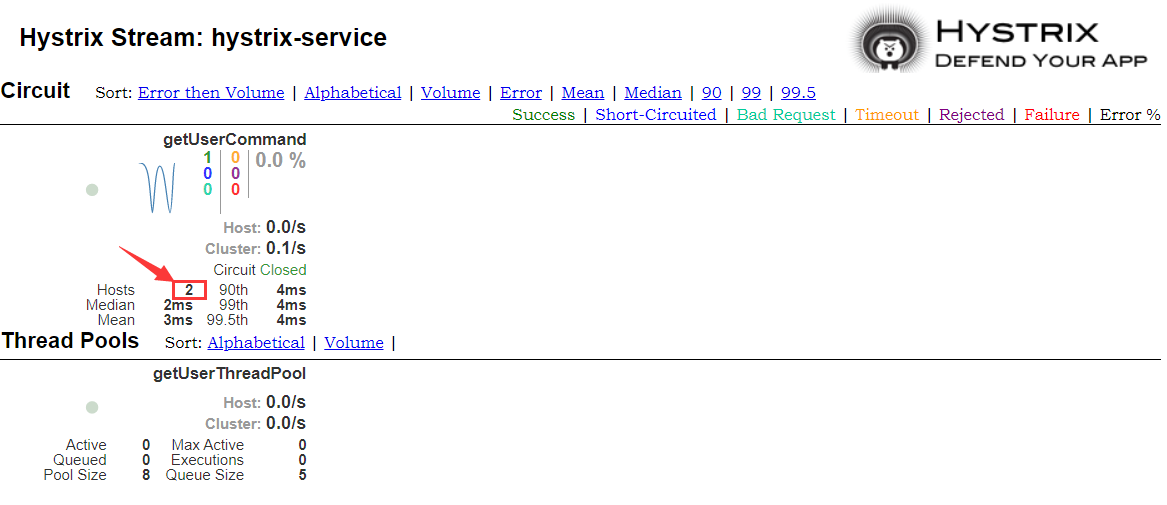 Hystrix Stream: hystrix-service
HYSTRIX
DEFEND YOUR APP
Circuit Sort: Error then Volume | Alphabetical | Volume | Error | Mean | Median | 90 | 99 | 99.5
Success | Short-Circuited | Bad Request | Timeout | Rejected | Failure | Error %
getUserCommand
1 0 0.0 %
0 0
0 0
Host: 0.0/s
Cluster: 0.1/s
Circuit Closed
Hosts 2 90th 4ms
Median 2ms 99th 4ms
Mean 3ms 99.5th 4ms
Thread Pools Sort: Alphabetical | Volume |
getUserThreadPool
Host: 0.0/s
Cluster: 0.0/s
Active 0 Max Active 0
Queued 0 Executions 0
Pool Size 8 Queue Size 5